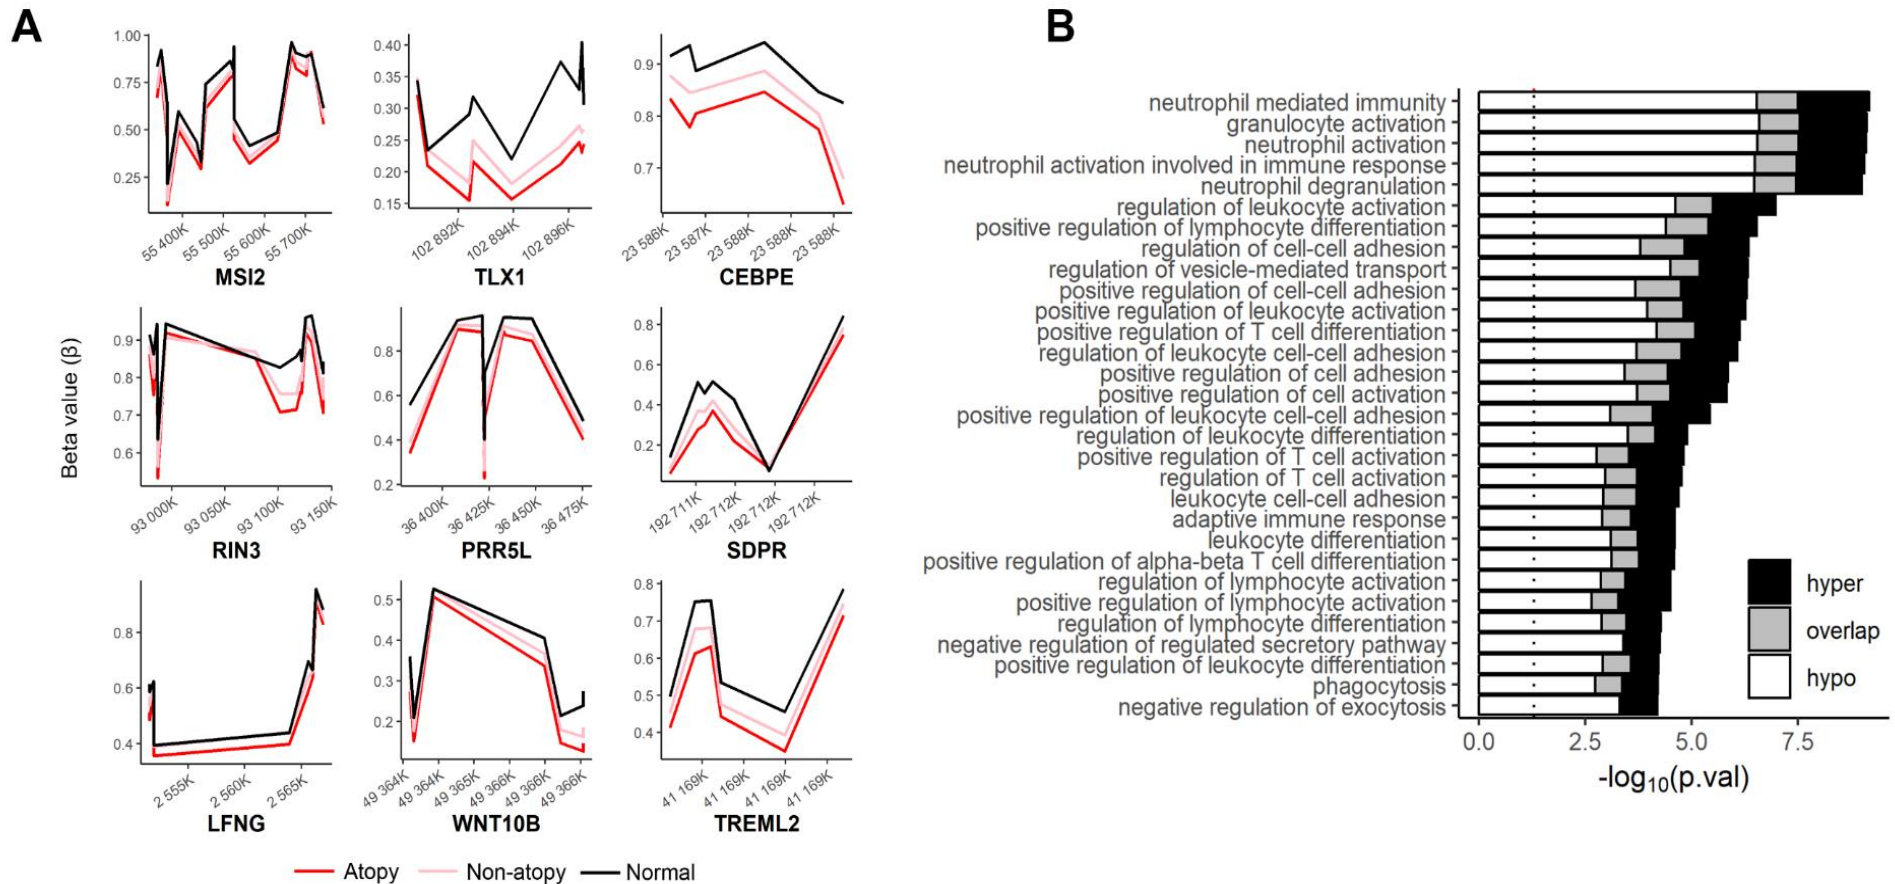 A
1.00
0.75
0.50
0.25
55 400K
55 500K
55 600K
55 700K
MSI2
0.40
0.35
0.30
0.25
0.20
0.15
102 892K
102 894K
102 896K
TLX1
0.9
0.8
0.7
23 586K
23 587K
23 588K
23 588K
23 588K
CEBPE
Beta value (β)
0.9
0.8
0.7
0.6
93 000K
93 050K
93 100K
93 150K
RIN3
0.8
0.6
0.4
0.2
36 400K
36 425K
36 450K
36 475K
PRR5L
0.8
0.6
0.4
0.2
192 711K
192 712K
192 712K
192 712K
SDPR
0.8
0.6
0.4
2 555K
2 560K
2 565K
LFNG
0.5
0.4
0.3
0.2
49 364K
49 364K
49 365K
49 366K
49 366K
49 366K
WNT10B
0.8
0.7
0.6
0.5
0.4
41 169K
41 169K
41 169K
41 169K
TREML2
Atopy
Non-atopy
Normal
B
neutrophil mediated immunity
granulocyte activation
neutrophil activation
neutrophil activation involved in immune response
neutrophil degranulation
regulation of leukocyte activation
positive regulation of lymphocyte differentiation
regulation of cell-cell adhesion
regulation of vesicle-mediated transport
positive regulation of cell-cell adhesion
positive regulation of leukocyte activation
positive regulation of T cell differentiation
regulation of leukocyte cell-cell adhesion
positive regulation of cell adhesion
positive regulation of cell activation
positive regulation of leukocyte cell-cell adhesion
regulation of leukocyte differentiation
positive regulation of T cell activation
regulation of T cell activation
leukocyte cell-cell adhesion
adaptive immune response
leukocyte differentiation
positive regulation of alpha-beta T cell differentiation
regulation of lymphocyte activation
positive regulation of lymphocyte activation
regulation of lymphocyte differentiation
negative regulation of regulated secretory pathway
positive regulation of leukocyte differentiation
phagocytosis
negative regulation of exocytosis
0.0
2.5
5.0
7.5
-log10(p.val)
hyper
overlap
hypo